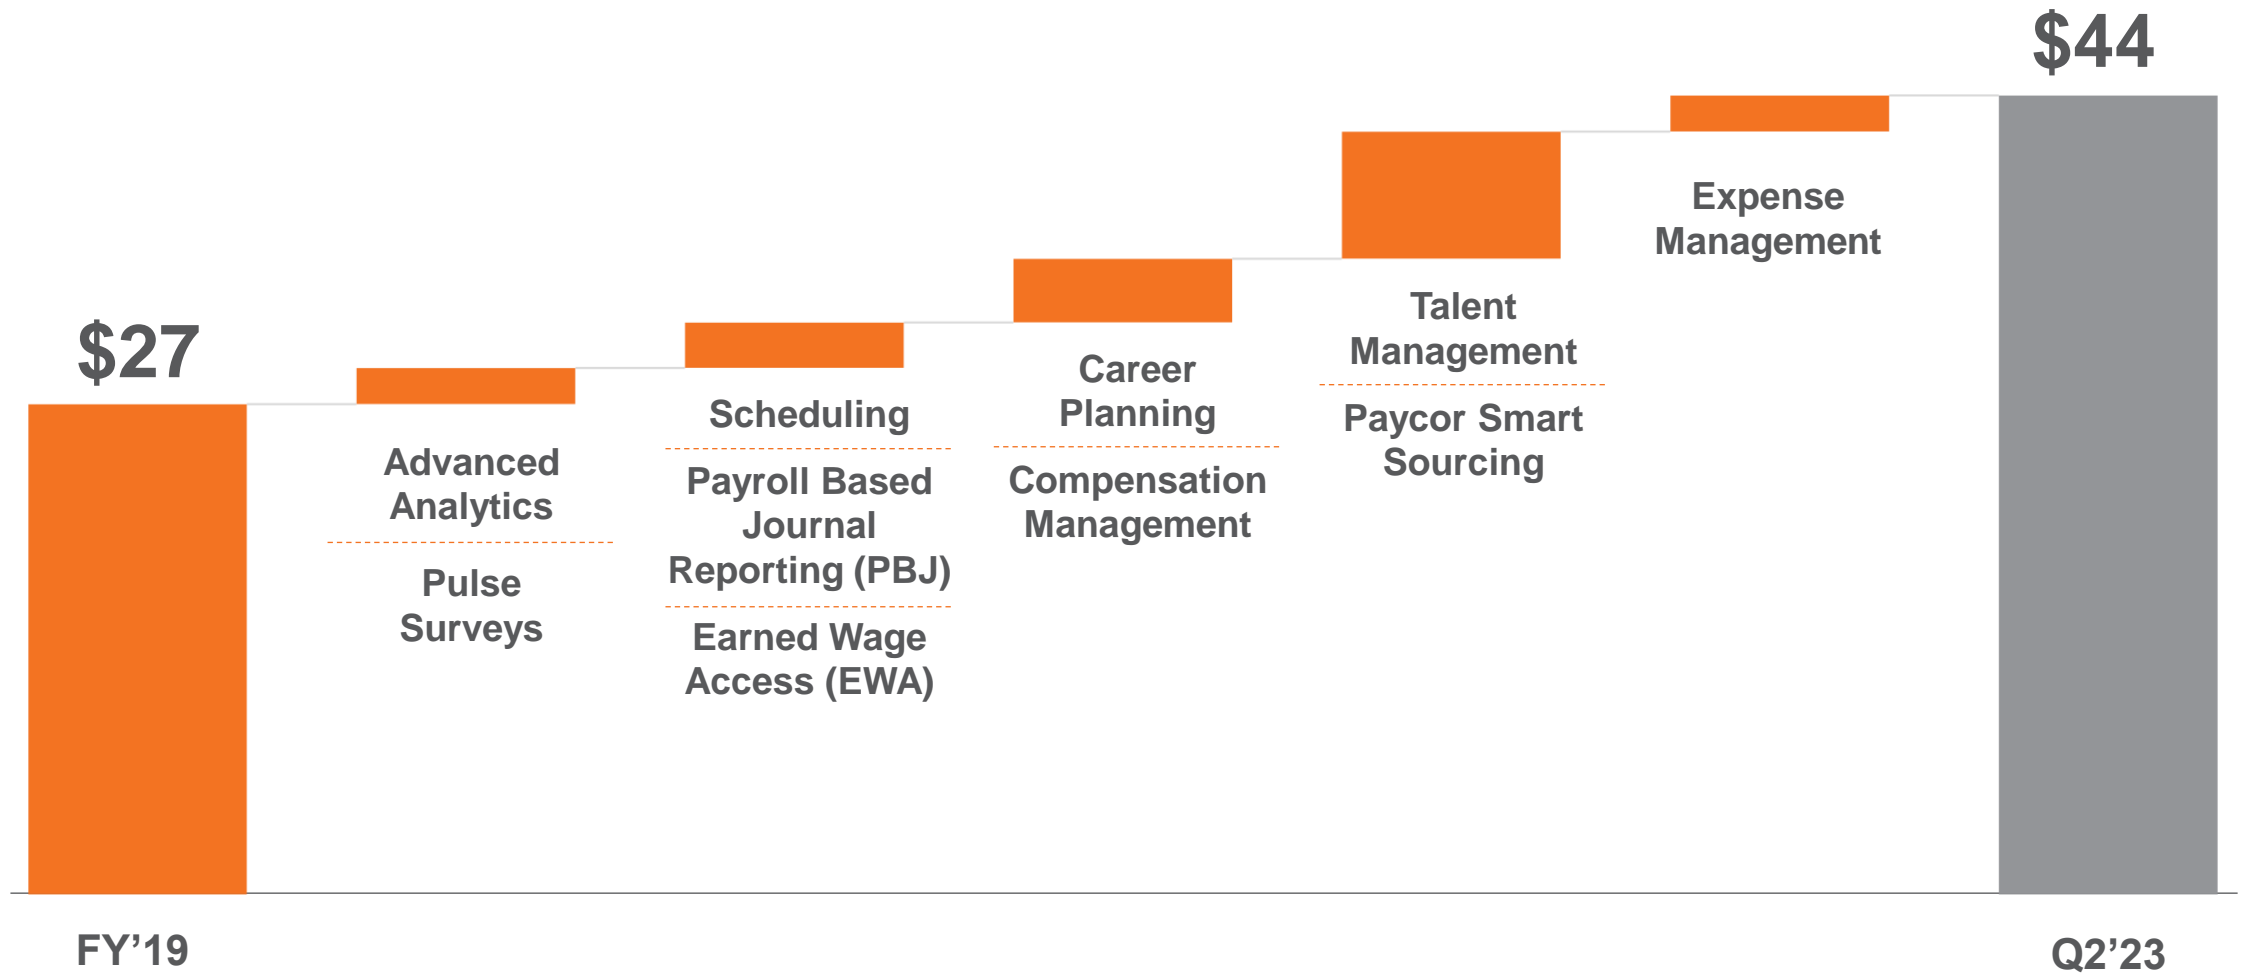 $44
$27
Advanced
Analytics
Pulse
Surveys
Scheduling
Payroll Based
Journal
Reporting (PBJ)
Earned Wage
Access (EWA)
Career
Planning
Compensation
Management
Talent
Management
Paycor Smart
Sourcing
Expense
Management
FY’19
Q2’23